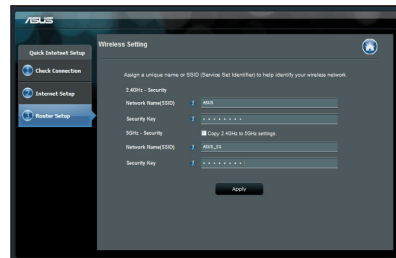 ASUS
Quick Internet Setup
Check Connection
Internet Setup
Router Setup
Wireless Setting
Assign a unique name or SSID (Service Set Identifier) to help identify your wireless network.
2.4GHz - Security
Network Name(SSID) ASUS
Security Key
5GHz - Security Copy 2.4GHz to 5GHz settings.
Network Name(SSID) ASUS_5G
Security Key
Apply